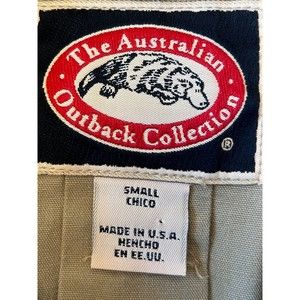 The Australian
Outback Collection
®
SMALL
CHICO
MADE IN U.S.A.
HENCHO
EN EE.UU.